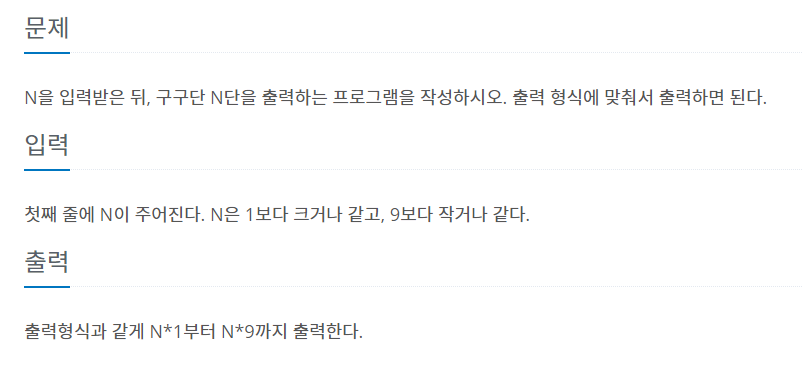 문제
N을 입력받은 뒤, 구구단 N단을 출력하는 프로그램을 작성하시오. 출력 형식에 맞춰서 출력하면 된다.
입력
첫째 줄에 N이 주어진다. N은 1보다 크거나 같고, 9보다 작거나 같다.
출력
출력형식과 같게 N*1부터 N*9까지 출력한다.